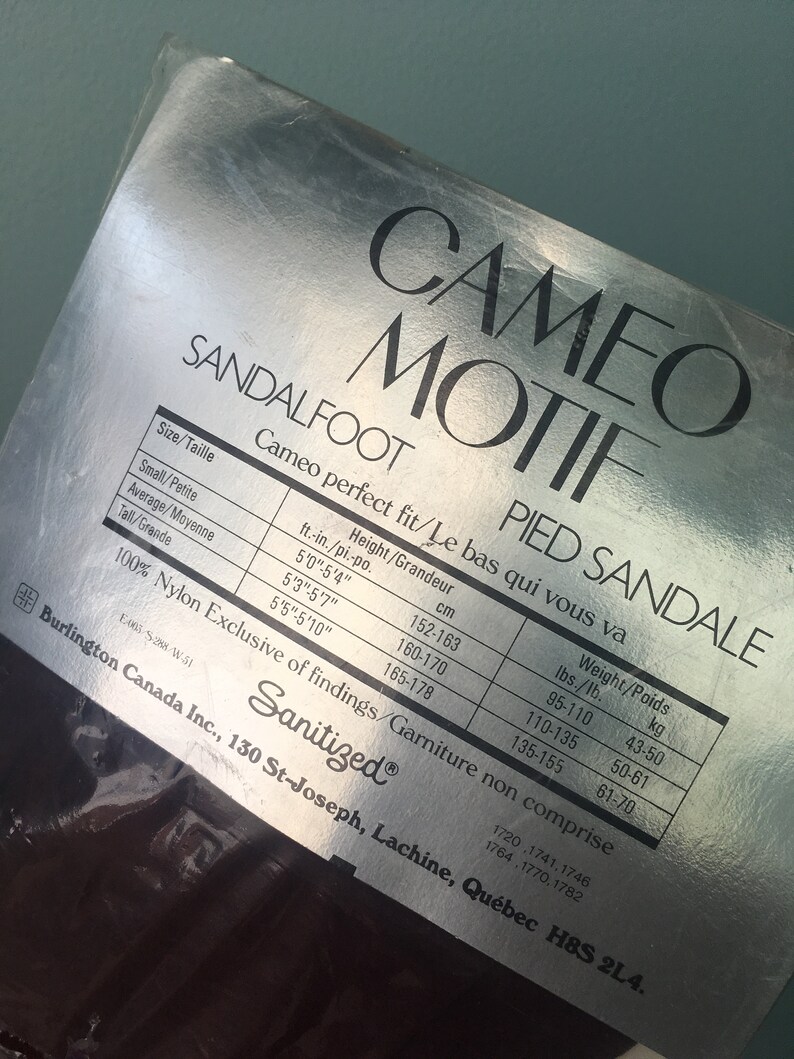 CAMEO
MOTIF
SANDALFOOT PIED SANDALE
Cameo perfect fit/Le bas qui vous va
Size/Taille Height/Grandeur Weight/Poids
ft.-in./pi.-po. cm lbs./lb. kg
Small/Petite 5'0"-5'4" 152-163 95-110 43-50
Average/Moyenne 5'3"-5'7" 160-170 110-135 50-61
Tall/Grande 5'5"-5'10" 165-178 135-155 61-70
100% Nylon Exclusive of findings/Garniture non comprise
E-005-S-288-W-51
Sanitized®
1720 .1741.1746
1764 .1770.1782
Burlington Canada Inc., 130 St-Joseph, Lachine, Québec H8S 2L4.